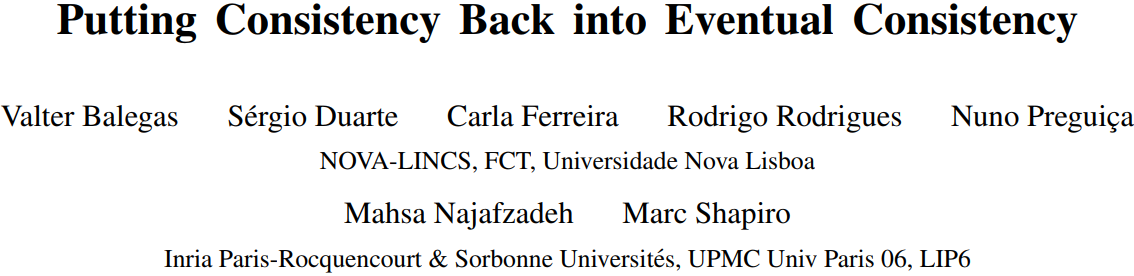 Putting Consistency Back into Eventual Consistency
Valter Balegas Sérgio Duarte Carla Ferreira Rodrigo Rodrigues Nuno Preguiça
NOVA-LINCS, FCT, Universidade Nova Lisboa
Mahsa Najafzadeh Marc Shapiro
Inria Paris-Rocquencourt & Sorbonne Universités, UPMC Univ Paris 06, LIP6